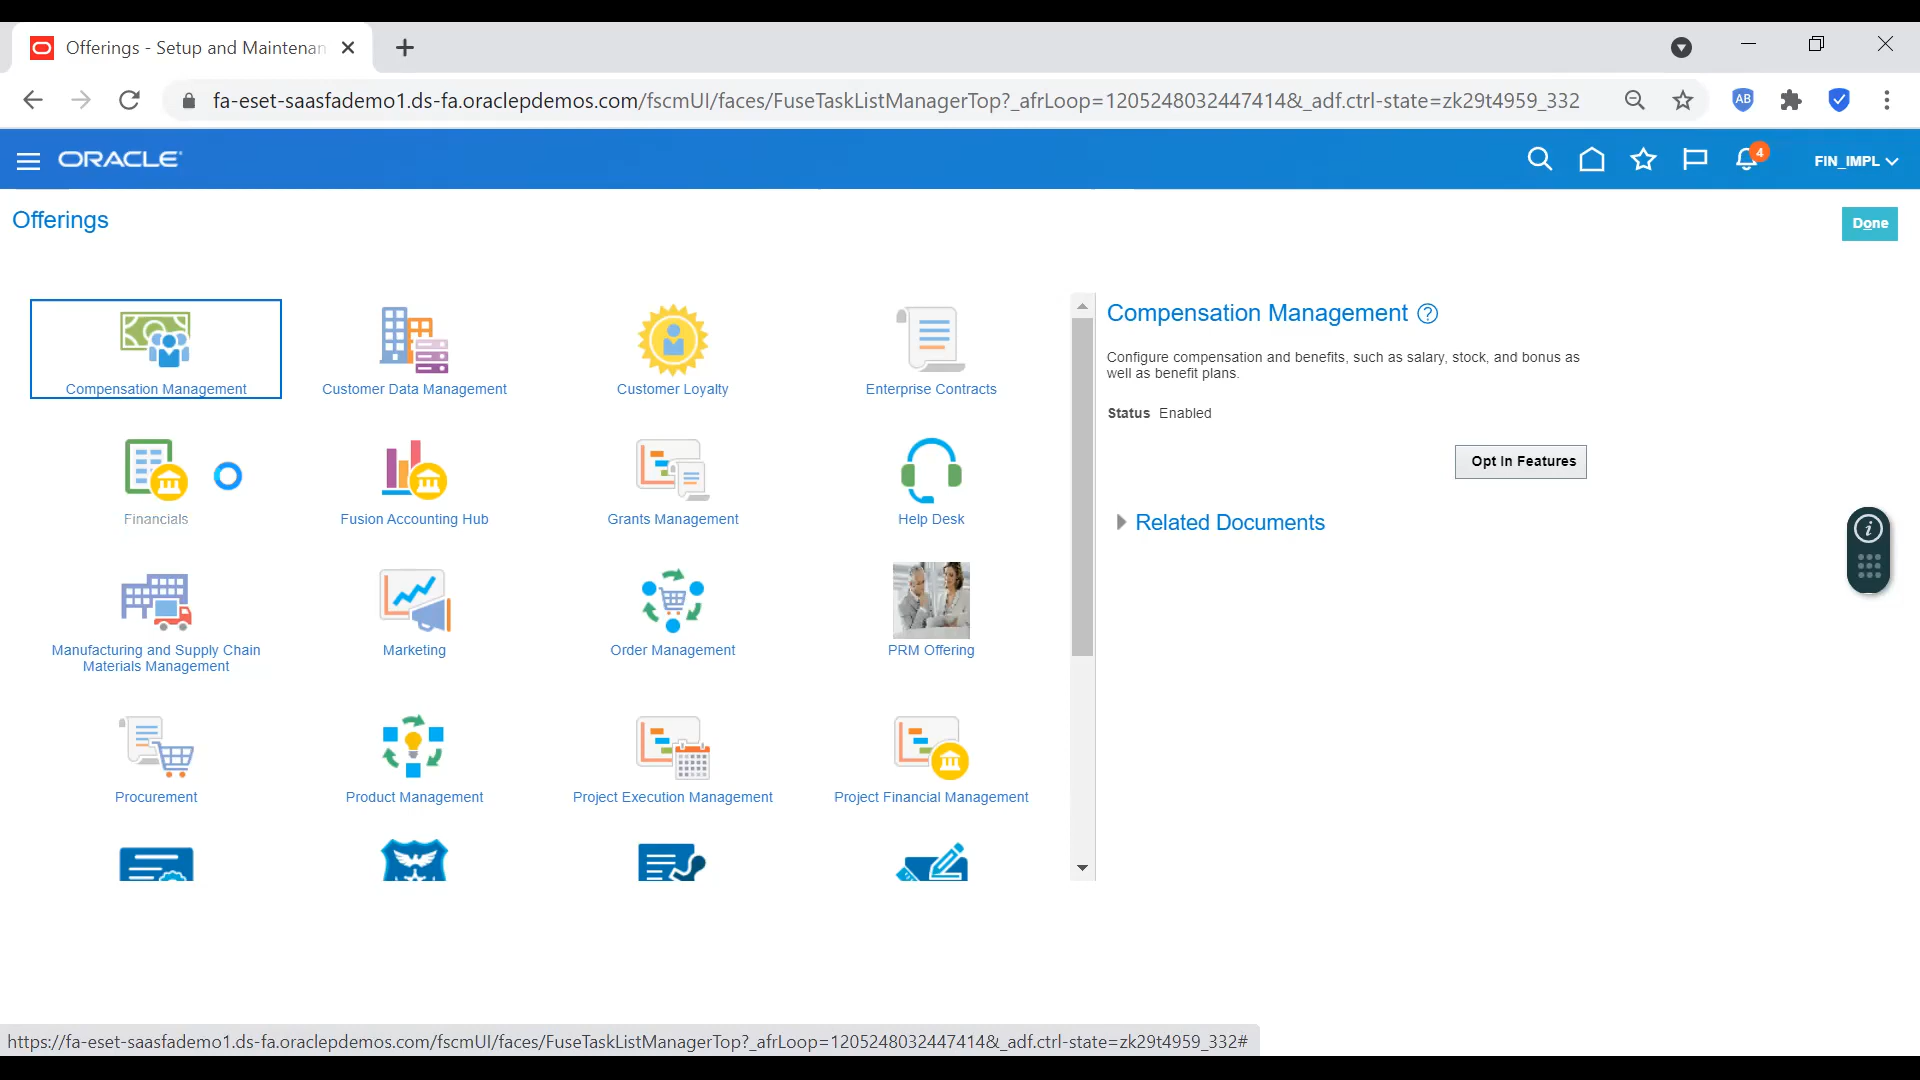 Offerings - Setup and Maintenan
fa-eset-saasfademo1.ds-fa.oraclepdemos.com/fscmUI/faces/FuseTaskListManagerTop?_afrLoop=1205248032447414&_adf.ctrl-state=zk29t4959_332
AB
ORACLE
4
FIN_IMPL
Offerings
Done
Compensation Management
Customer Data Management
Customer Loyalty
Enterprise Contracts
Financials
Fusion Accounting Hub
Grants Management
Help Desk
Manufacturing and Supply Chain
Materials Management
Marketing
Order Management
PRM Offering
Procurement
Product Management
Project Execution Management
Project Financial Management
Compensation Management ?
Configure compensation and benefits, such as salary, stock, and bonus as
well as benefit plans.
Status Enabled
Opt In Features
Related Documents
i
https://fa-eset-saasfademo1.ds-fa.oraclepdemos.com/fscmUI/faces/FuseTaskListManagerTop?_afrLoop=1205248032447414&_adf.ctrl-state=zk29t4959_332#